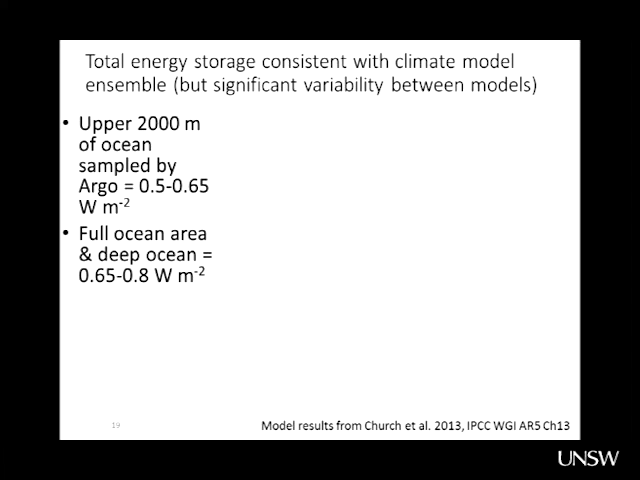 Total energy storage consistent with climate model
ensemble (but significant variability between models)
• Upper 2000 m
of ocean
sampled by
Argo = 0.5-0.65
W m⁻²
• Full ocean area
& deep ocean =
0.65-0.8 W m⁻²
19
Model results from Church et al. 2013, IPCC WGI AR5 Ch13
UNSW